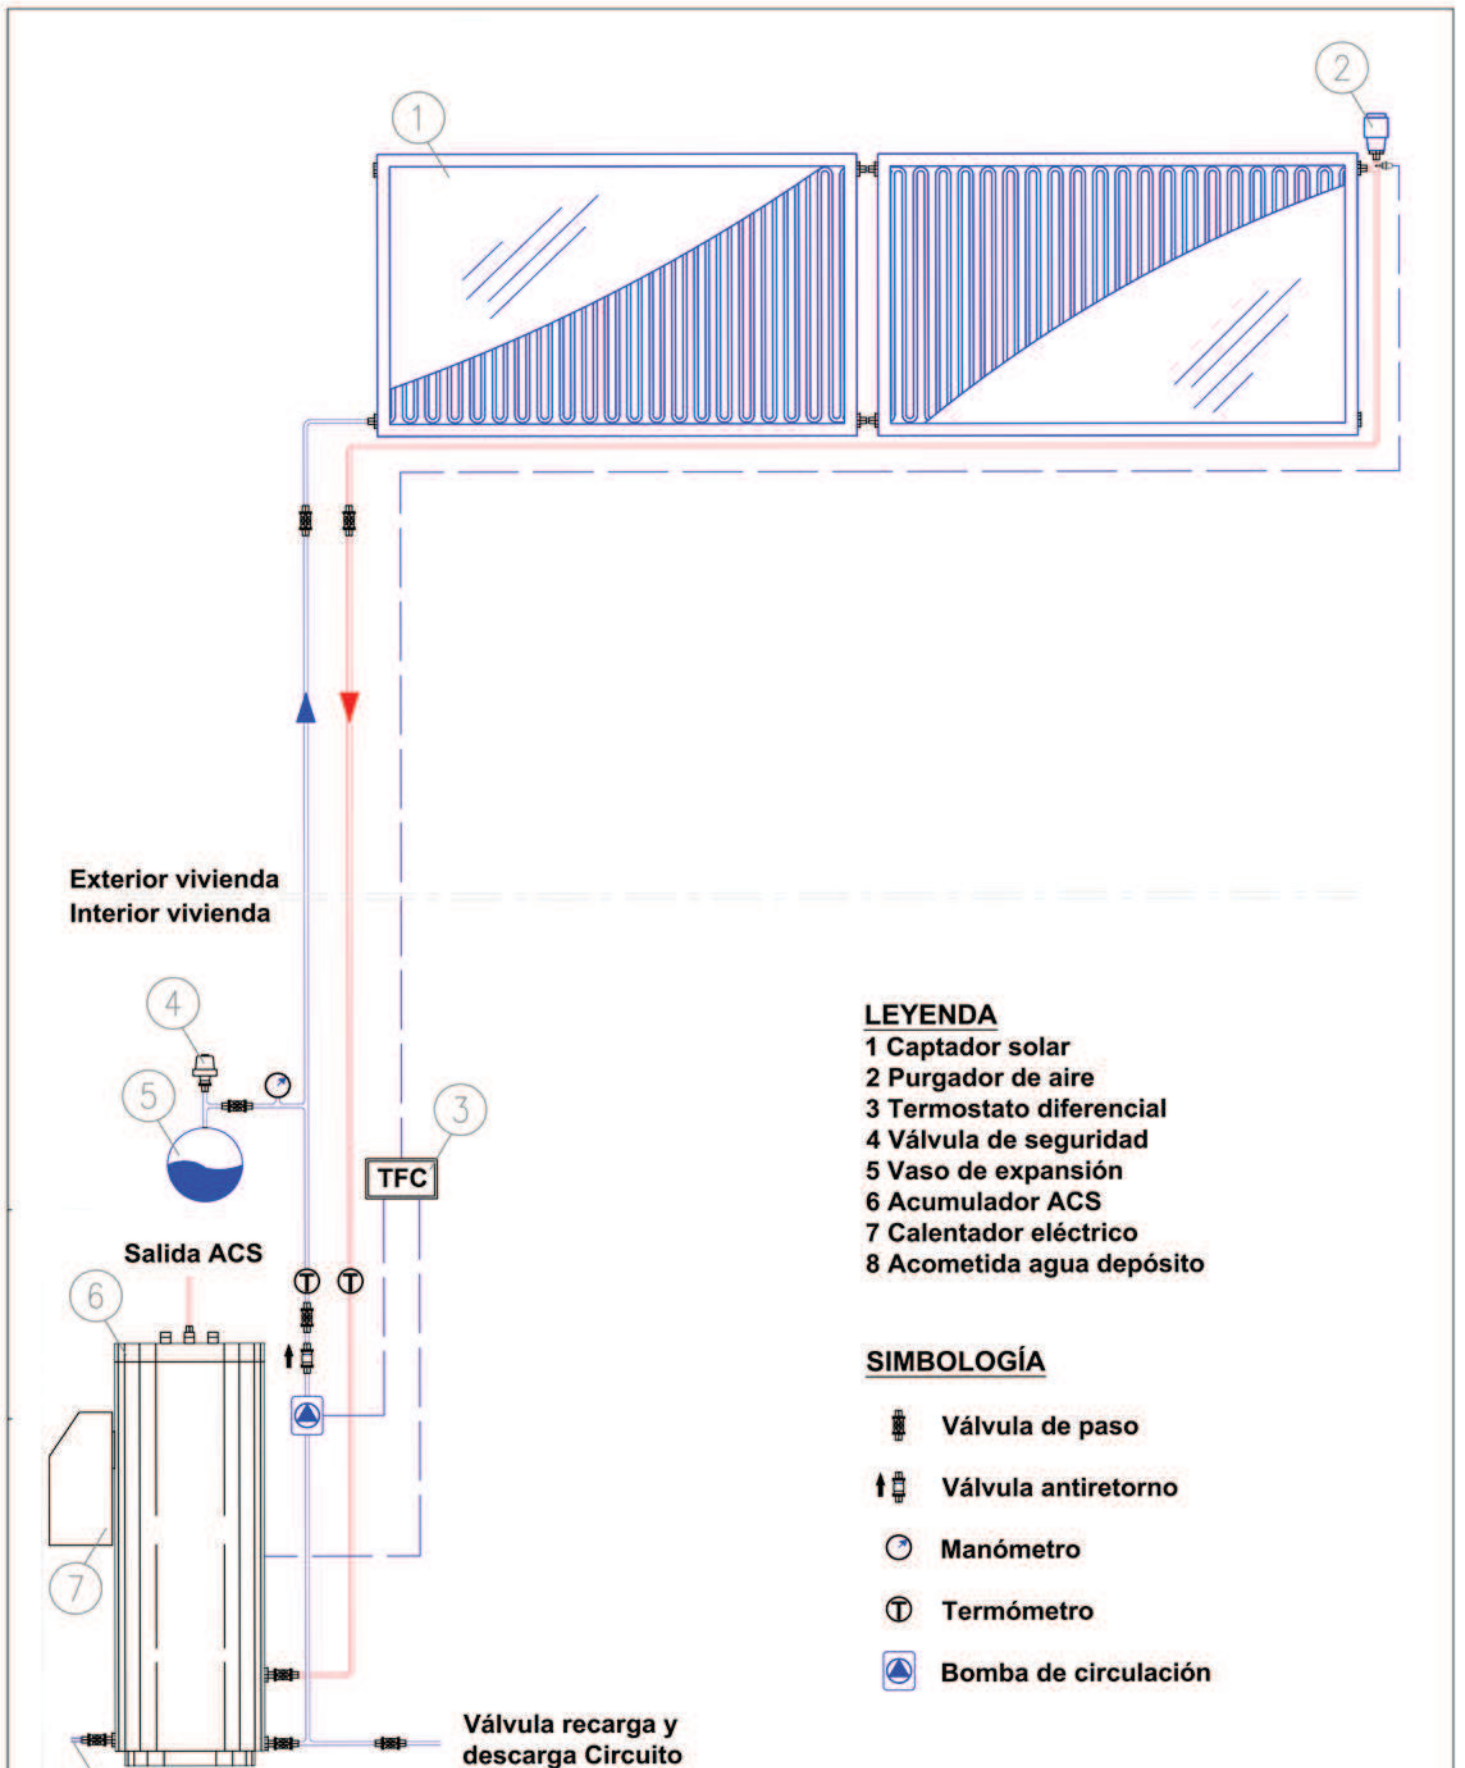 1
2
Exterior vivienda
Interior vivienda
4
5
3
TFC
LEYENDA
1 Captador solar
2 Purgador de aire
3 Termostato diferencial
4 Válvula de seguridad
5 Vaso de expansión
6 Acumulador ACS
7 Calentador eléctrico
8 Acometida agua depósito
Salida ACS
6
T T
SIMBOLOGÍA
Válvula de paso
Válvula antiretorno
Manómetro
7
T Termómetro
Bomba de circulación
Válvula recarga y
descarga Circuito